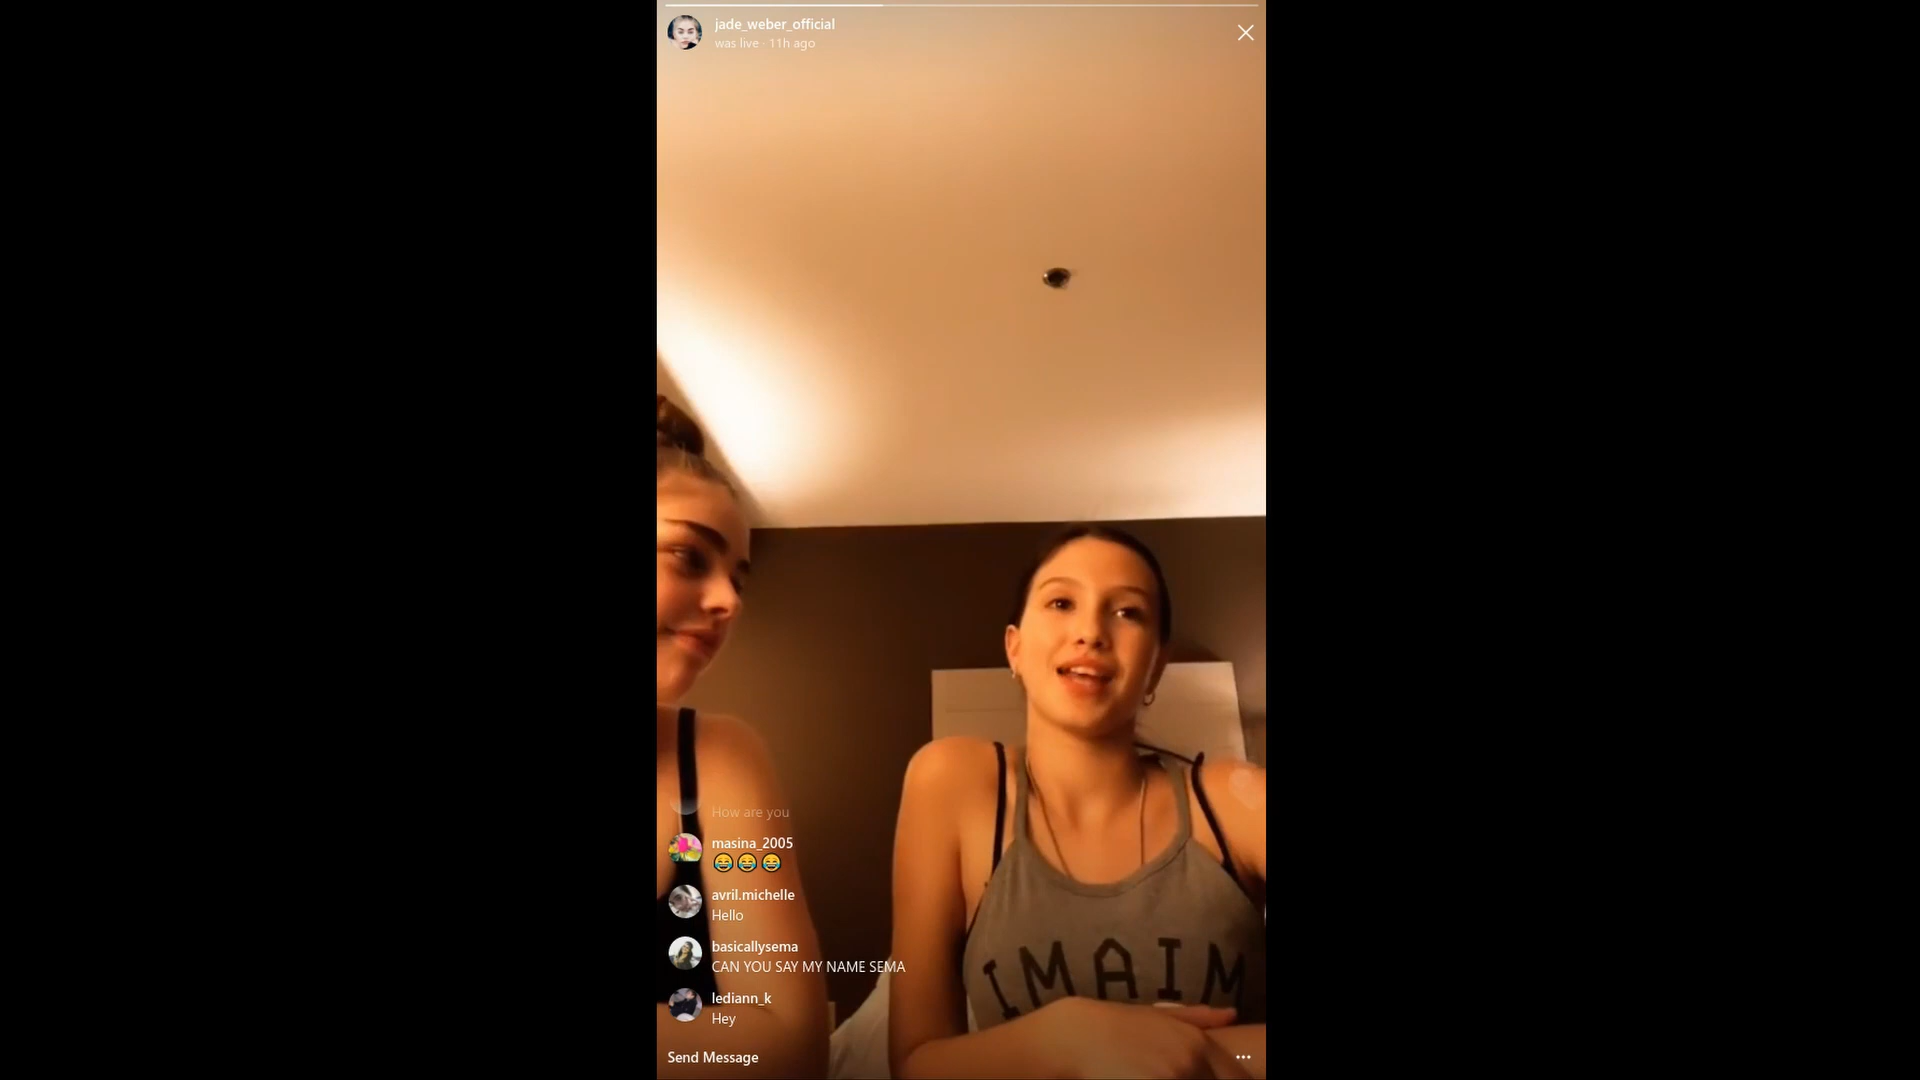 jade_weber_official
was live · 11h ago
How are you
masina_2005
😂😂😂
avril.michelle
Hello
basicallysema
CAN YOU SAY MY NAME SEMA
lediann_k
Hey
IMAIM
Send Message